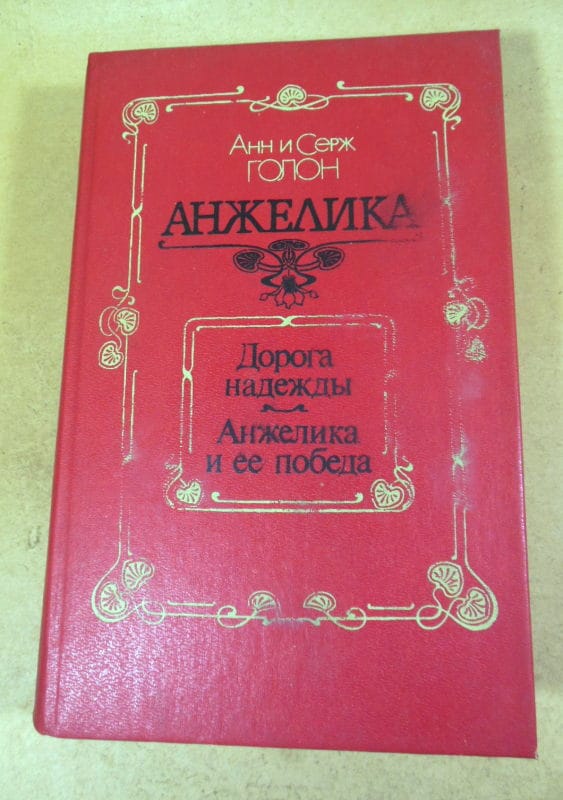 Анн и Серж
ГОЛОН
АНЖЕЛИКА
Дорога
надежды
Анжелика
и ее победа